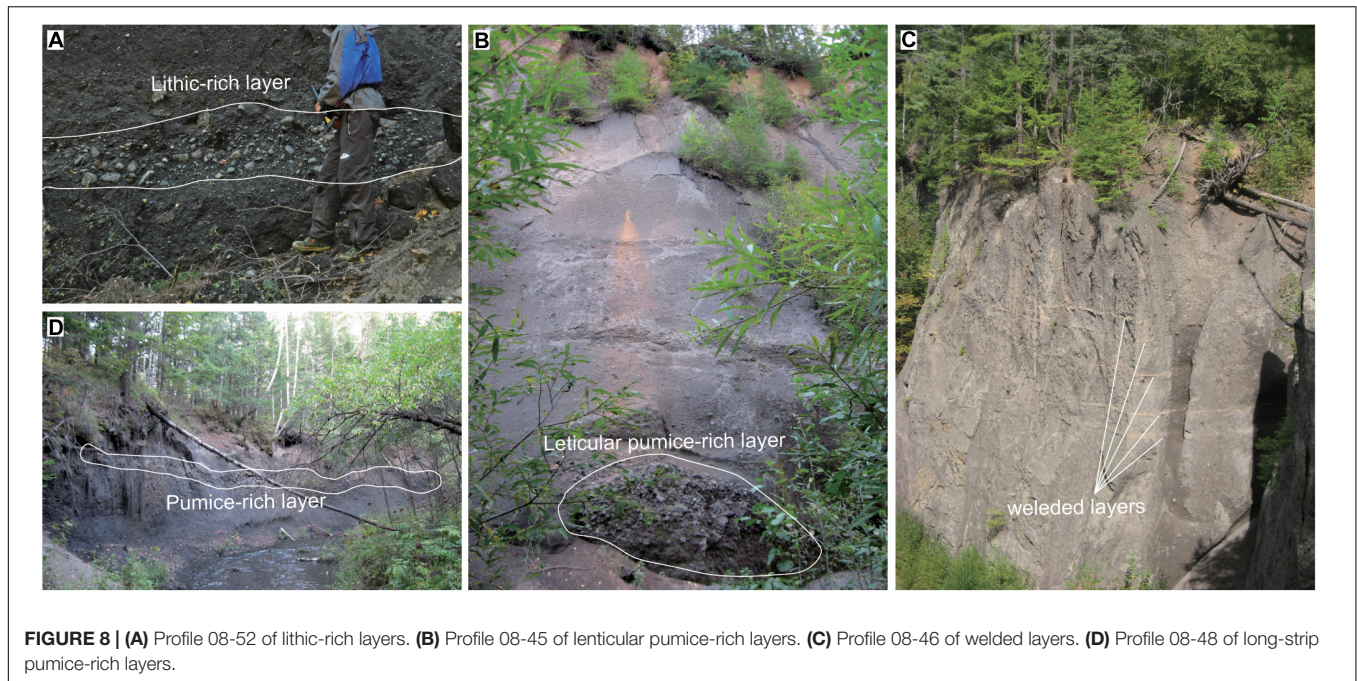 A
Lithic-rich layer
B
Leticular pumice-rich layer
C
weleded layers
D
Pumice-rich layer
FIGURE 8 | (A) Profile 08-52 of lithic-rich layers. (B) Profile 08-45 of lenticular pumice-rich layers. (C) Profile 08-46 of welded layers. (D) Profile 08-48 of long-strip
pumice-rich layers.